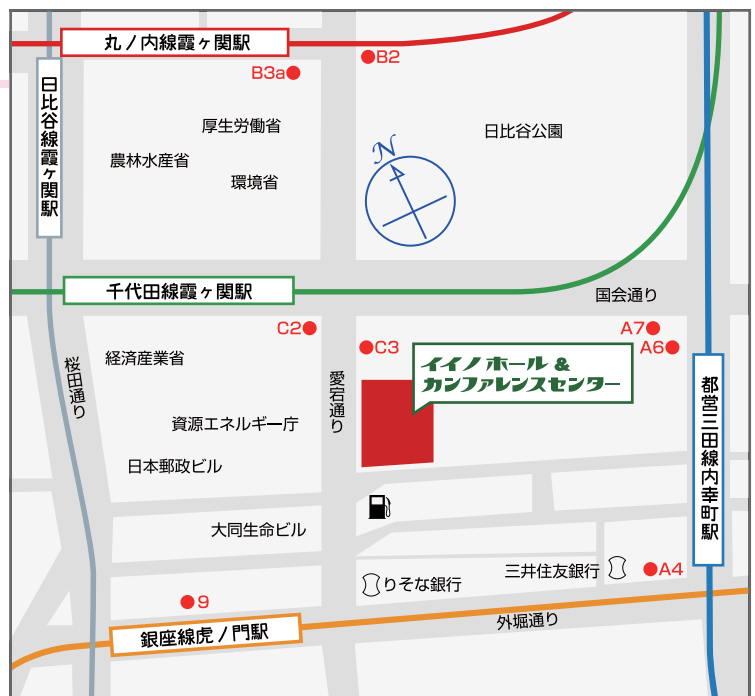 丸ノ内線霞ヶ関駅
B2
B3a
日比谷線霞ヶ関駅
厚生労働省
日比谷公園
農林水産省
環境省
N
千代田線霞ヶ関駅
国会通り
C2
A7
C3
A6
経済産業省
桜田通り
愛宕通り
イイノ ホール &
カンファレンスセンター
都営三田線内幸町駅
資源エネルギー庁
日本郵政ビル
大同生命ビル
三井住友銀行
A4
りそな銀行
9
銀座線虎ノ門駅
外堀通り